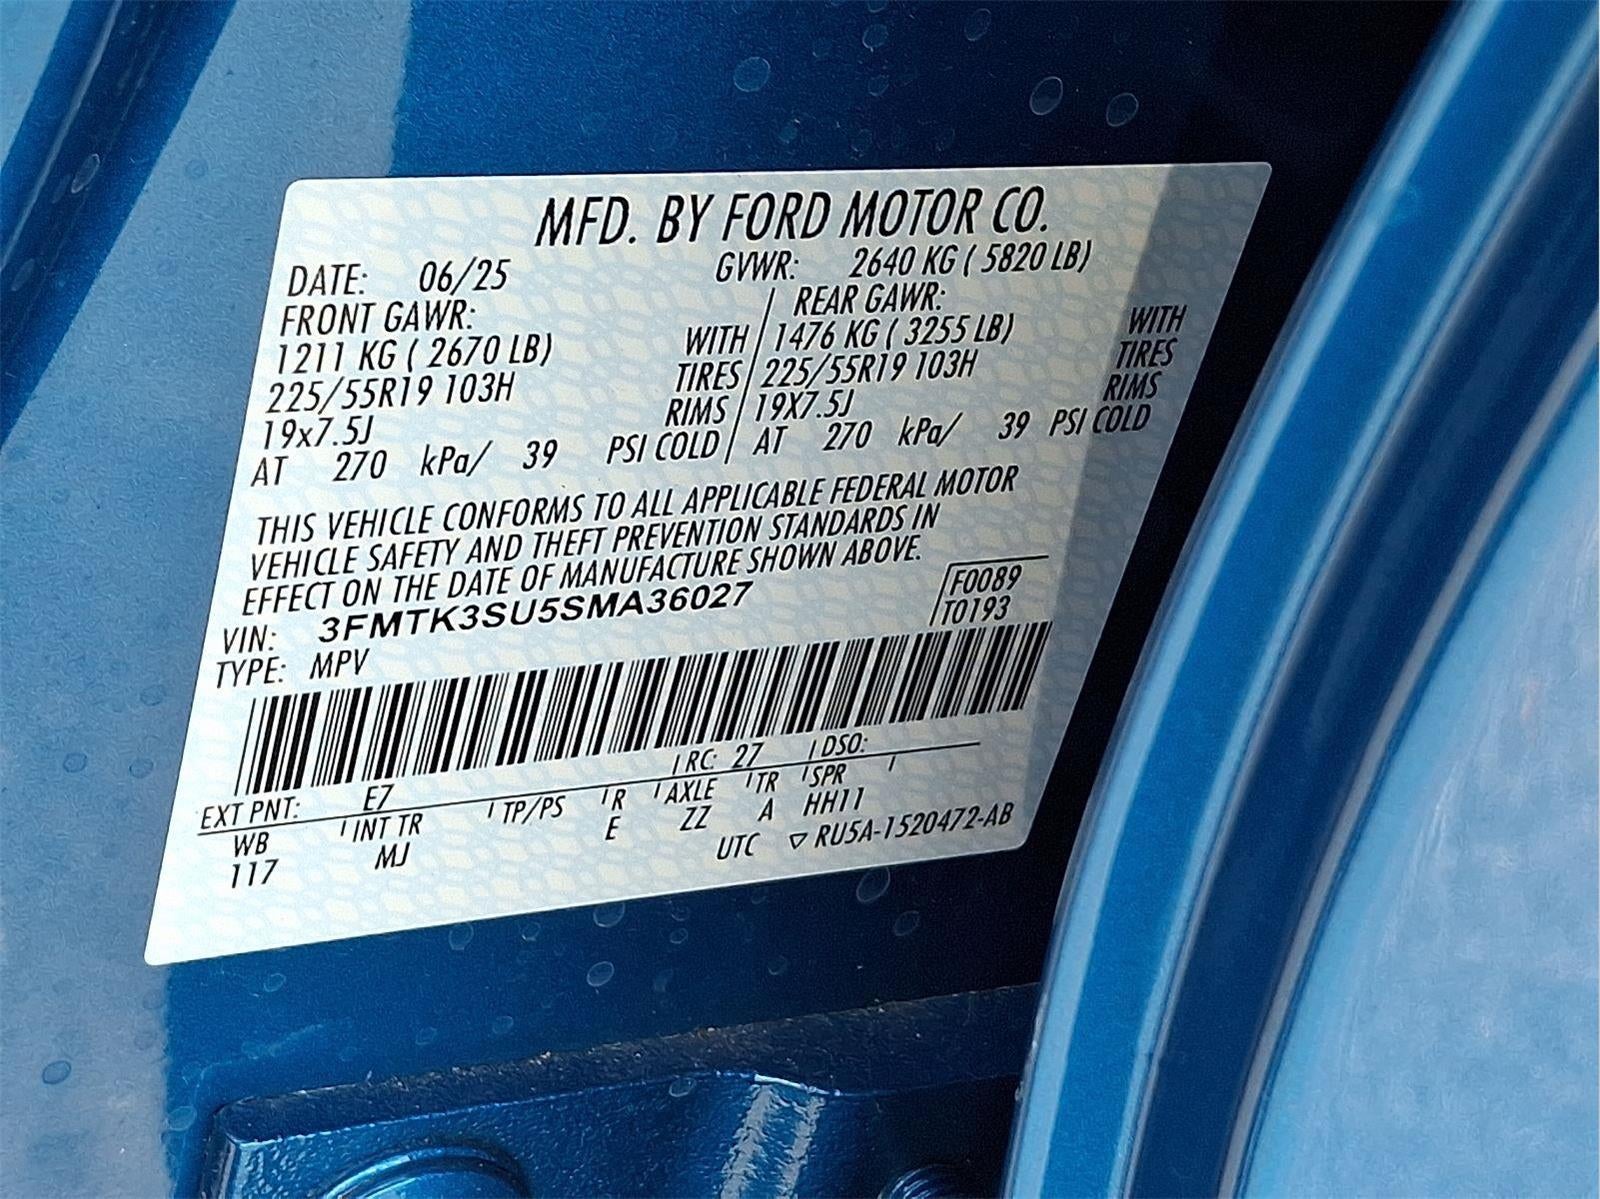 MFD. BY FORD MOTOR CO.
DATE: 06/25 GVWR: 2640 KG ( 5820 LB)
FRONT GAWR: REAR GAWR:
1211 KG ( 2670 LB) WITH 1476 KG ( 3255 LB) WITH
225/55R19 103H TIRES 225/55R19 103H TIRES
19x7.5J RIMS 19X7.5J RIMS
AT 270 kPa/ 39 PSI COLD AT 270 kPa/ 39 PSI COLD
THIS VEHICLE CONFORMS TO ALL APPLICABLE FEDERAL MOTOR
VEHICLE SAFETY AND THEFT PREVENTION STANDARDS IN
EFFECT ON THE DATE OF MANUFACTURE SHOWN ABOVE.
VIN: 3FMTK3SU5SMA36027 F0089
TYPE: MPV T0193
EXT PNT: E7 RC: 27 DSO:
WB INT TR TP/PS R AXLE TR SPR
117 MJ E ZZ A HH11
UTC ▽ RU5A-1520472-AB